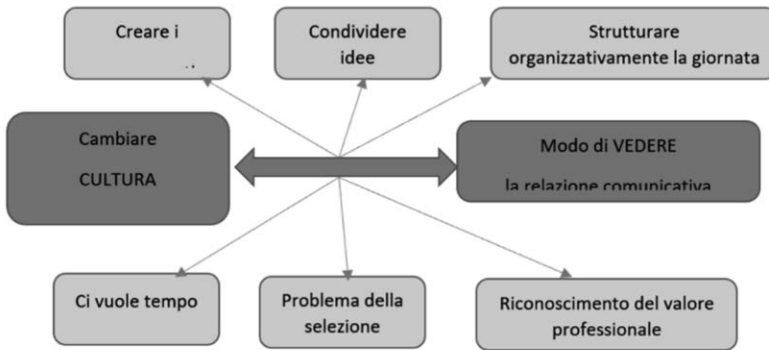 Creare i
Condividere
idee
Strutturare
organizzativamente la giornata
Cambiare
CULTURA
Modo di VEDERE
la relazione comunicativa
Ci vuole tempo
Problema della
selezione
Riconoscimento del valore
professionale